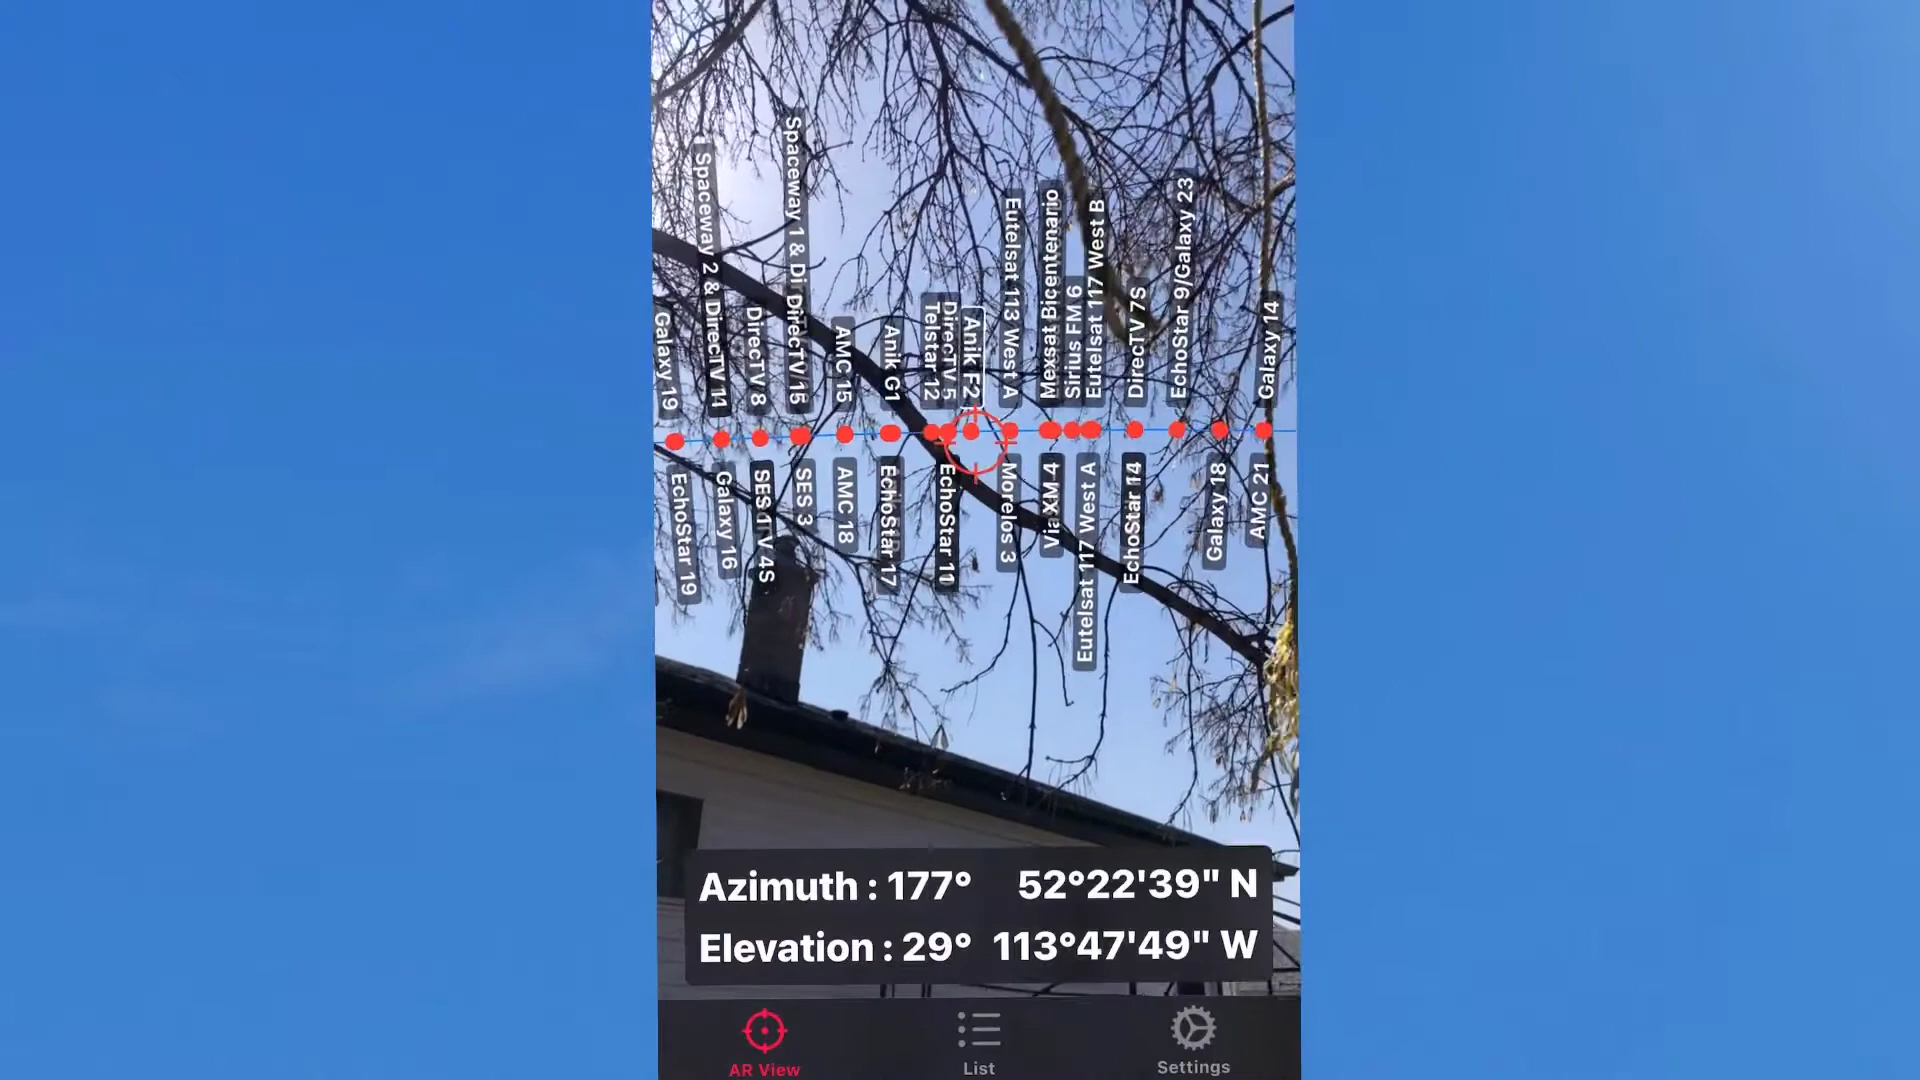 Galaxy 19
Spaceway 2 & DirecTV 11
DirecTV 8
Spaceway 1 & Di DirecTV 15
AMC 15
Anik G1
Telstar 12
DirecTV 5
Anik F2
Eutelsat 113 West A
Mexsat Bicentenario
Sirius FM 6
Eutelsat 117 West B
DirecTV 7S
EchoStar 9/Galaxy 23
Galaxy 14
EchoStar 19
Galaxy 16
SES 1
V 4S
SES 3
AMC 18
EchoStar 17
EchoStar 11
Morelos 3
ViaXM 4
Eutelsat 117 West A
EchoStar 14
Galaxy 18
AMC 21
Azimuth : 177° 52°22'39" N
Elevation : 29° 113°47'49" W
AR View
List
Settings